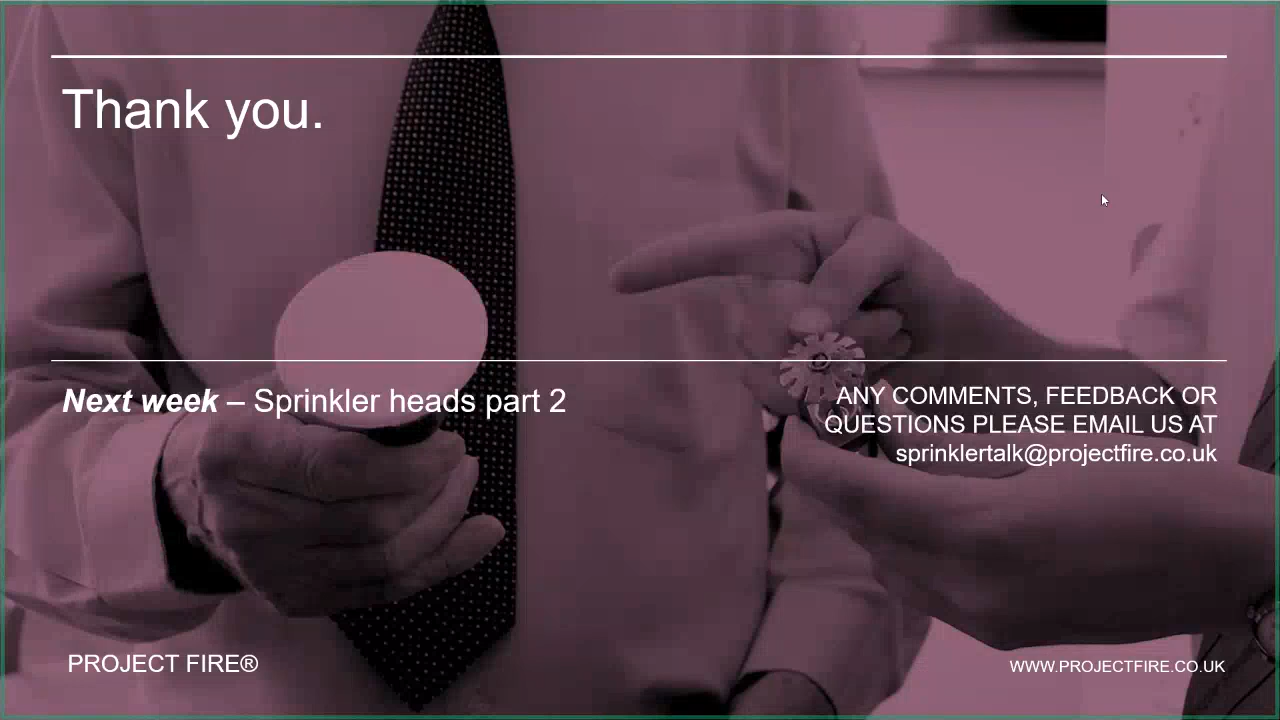 Thank you.
Next week – Sprinkler heads part 2
ANY COMMENTS, FEEDBACK OR
QUESTIONS PLEASE EMAIL US AT
sprinklertalk@projectfire.co.uk
PROJECT FIRE®
WWW.PROJECTFIRE.CO.UK